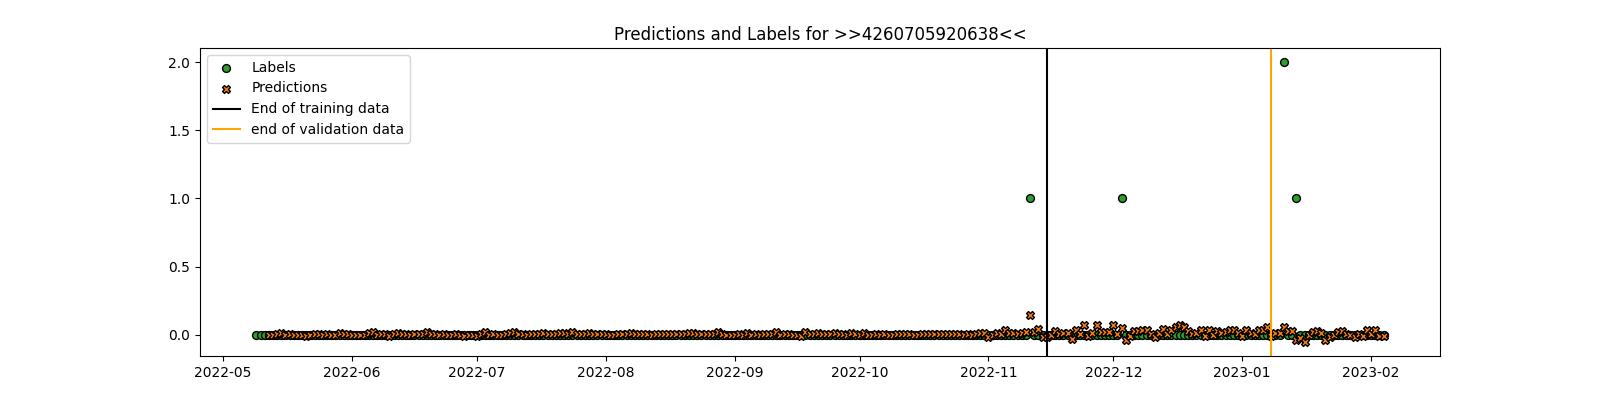 Predictions and Labels for >>4260705920638<<
Labels
Predictions
End of training data
end of validation data
2.0
1.5
1.0
0.5
0.0
2022-05 2022-06 2022-07 2022-08 2022-09 2022-10 2022-11 2022-12 2023-01 2023-02